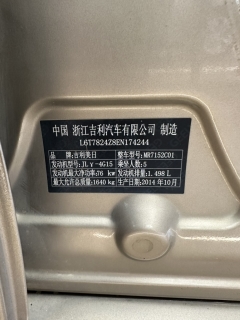 中国 浙江吉利汽车有限公司 制造
L6T7824Z8EN174244
品牌:吉利美日 整车型号:MR7152C01
发动机型号:JLγ-4G15 乘坐人数:5
发动机最大净功率:76 kw 发动机排量:1.498 L
最大允许总质量:1640 kg 生产日期:2014 年10月